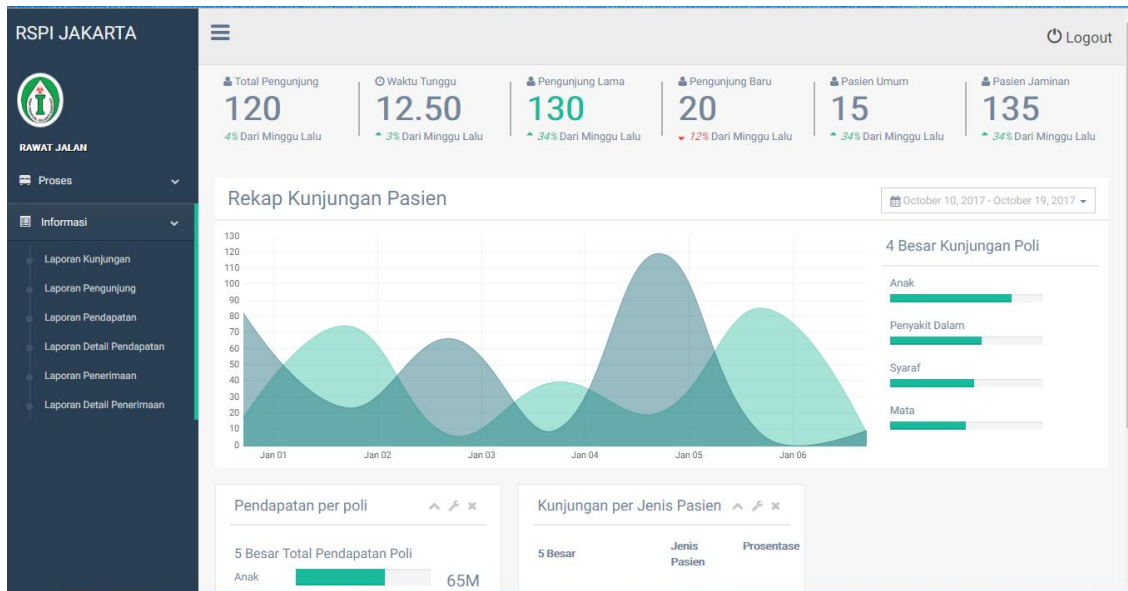 RSPI JAKARTA
Logout
RAWAT JALAN
Proses
Informasi
Laporan Kunjungan
Laporan Pengunjung
Laporan Pendapatan
Laporan Detail Pendapatan
Laporan Penerimaan
Laporan Detail Penerimaan
Total Pengunjung
120
4% Dari Minggu Lalu
Waktu Tunggu
12.50
3% Dari Minggu Lalu
Pengunjung Lama
130
34% Dari Minggu Lalu
Pengunjung Baru
20
12% Dari Minggu Lalu
Pasien Umum
15
34% Dari Minggu Lalu
Pasien Jaminan
135
34% Dari Minggu Lalu
Rekap Kunjungan Pasien
October 10, 2017 - October 19, 2017
130
120
110
100
90
80
70
60
50
40
30
20
10
0
Jan 01 Jan 02 Jan 03 Jan 04 Jan 05 Jan 06
4 Besar Kunjungan Poli
Anak
Penyakit Dalam
Syaraf
Mata
Pendapatan per poli
5 Besar Total Pendapatan Poli
Anak 65M
Kunjungan per Jenis Pasien
5 Besar Jenis Pasien Prosentase